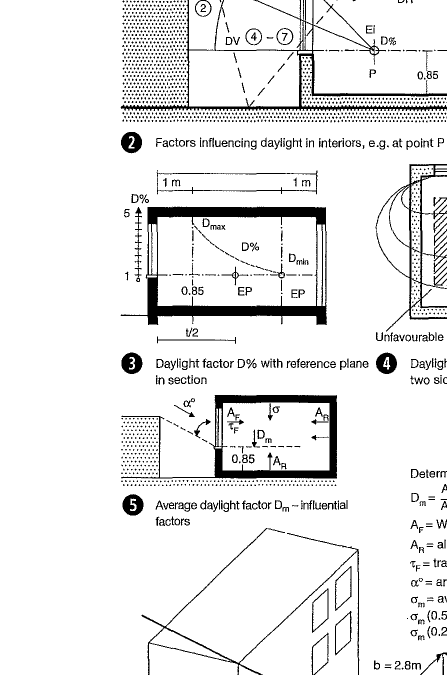 2
DV
4 – 7
EI
D%
P
0.85
2 Factors influencing daylight in interiors, e.g. at point P
1 m
1 m
D%
5
Dmax
D%
Dmin
1
0.85
EP
EP
t/2
Unfavourable
3 Daylight factor D% with reference plane
in section
4
two si
α°
AF
τF
σ
AR
Dm
0.85
AR
5 Average daylight factor Dm – influential
factors
Determ
Dm =
AF = W
AR = al
τF = tra
α° = ar
σm = av
σm (0.5
σm (0.2
b = 2.8m